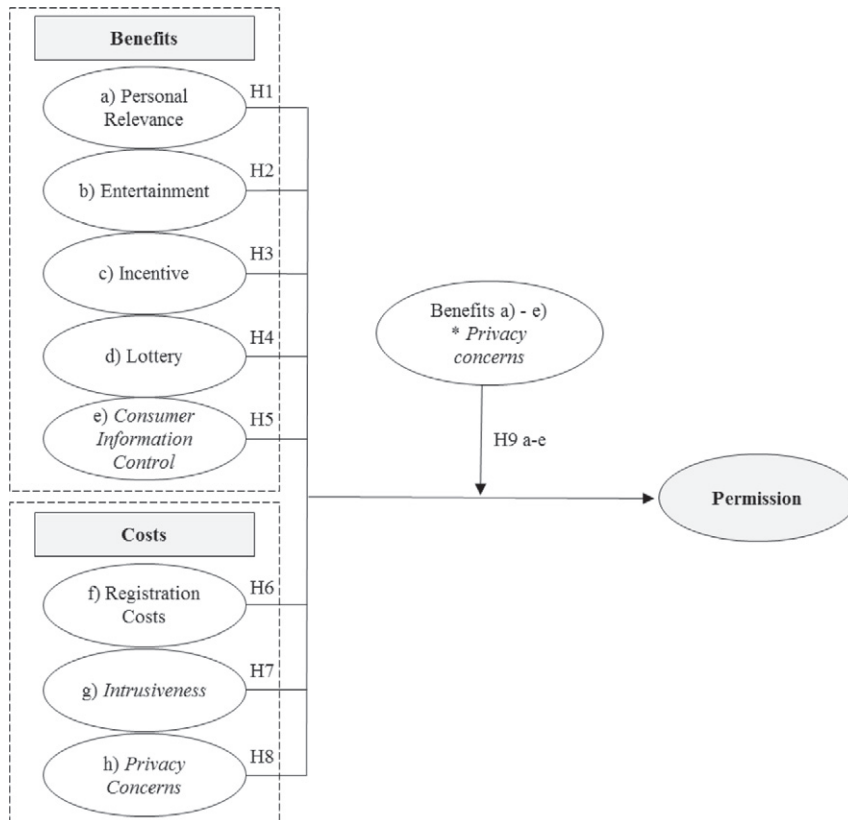 Benefits
a) Personal
Relevance
H1
b) Entertainment
H2
c) Incentive
H3
d) Lottery
H4
e) Consumer
Information
Control
H5
Benefits a) - e)
* Privacy
concerns
H9 a-e
Permission
Costs
f) Registration
Costs
H6
g) Intrusiveness
H7
h) Privacy
Concerns
H8